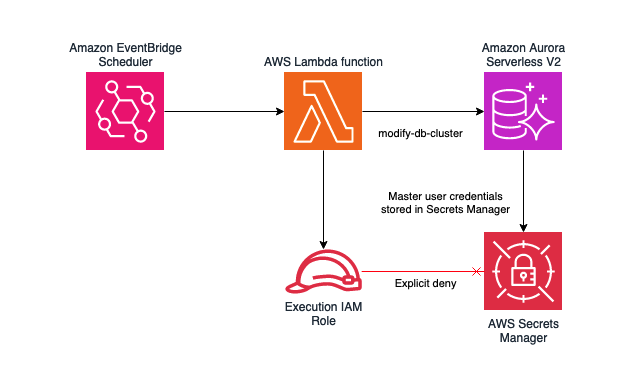 Amazon EventBridge
Scheduler
AWS Lambda function
Amazon Aurora
Serverless V2
modify-db-cluster
Master user credentials
stored in Secrets Manager
Explicit deny
Execution IAM
Role
AWS Secrets
Manager